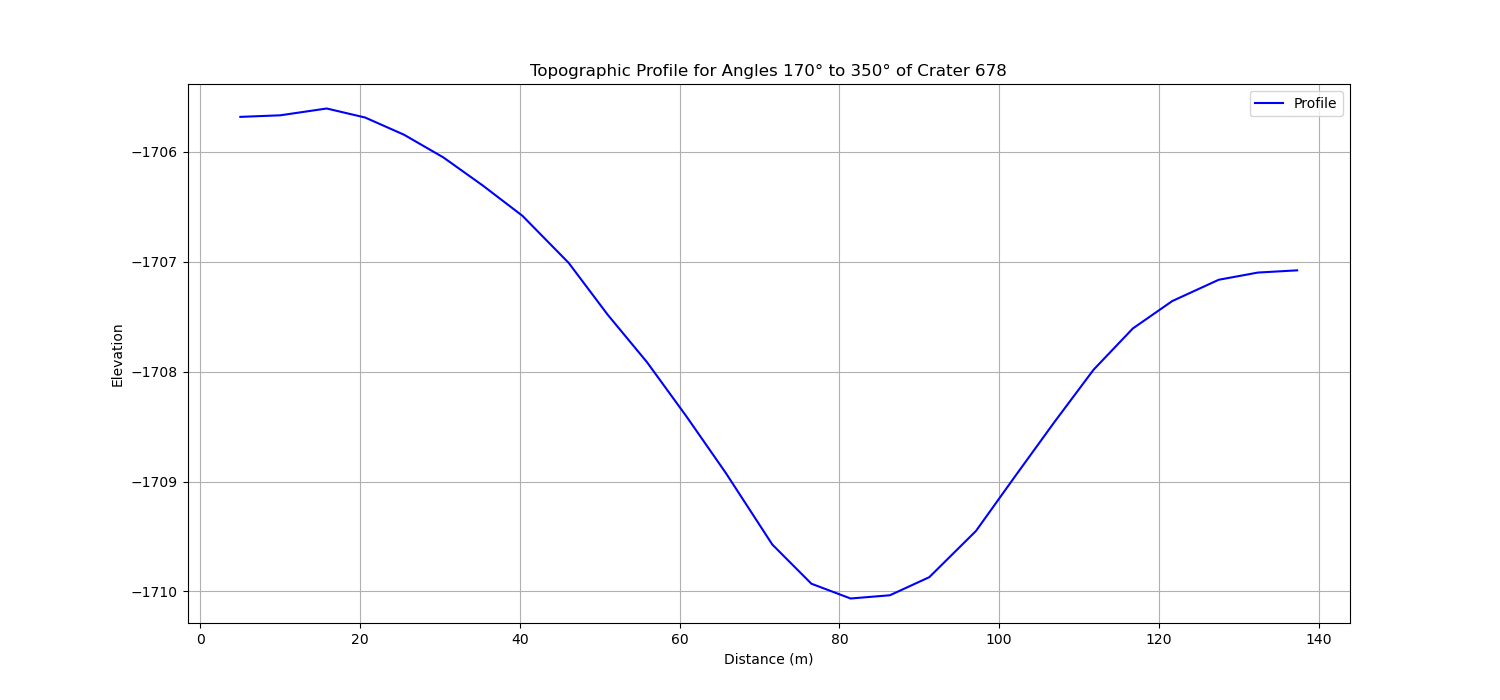 Topographic Profile for Angles 170° to 350° of Crater 678
Profile
−1706
−1707
−1708
−1709
−1710
Elevation
0 20 40 60 80 100 120 140
Distance (m)